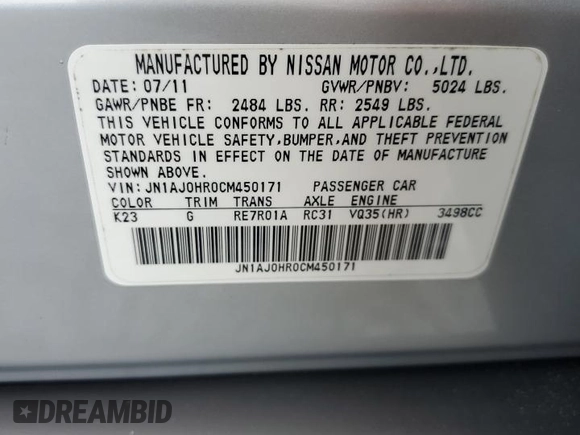 MANUFACTURED BY NISSAN MOTOR CO.,LTD.
DATE: 07/11 GVWR/PNBV: 5024 LBS.
GAWR/PNBE FR: 2484 LBS. RR: 2549 LBS.
THIS VEHICLE CONFORMS TO ALL APPLICABLE FEDERAL
MOTOR VEHICLE SAFETY,BUMPER,AND THEFT PREVENTION
STANDARDS IN EFFECT ON THE DATE OF MANUFACTURE
SHOWN ABOVE.
VIN: JN1AJ0HR0CM450171 PASSENGER CAR
COLOR TRIM TRANS AXLE ENGINE
K23 G RE7R01A RC31 VQ35(HR) 3498CC
JN1AJ0HR0CM450171
DREAMBID